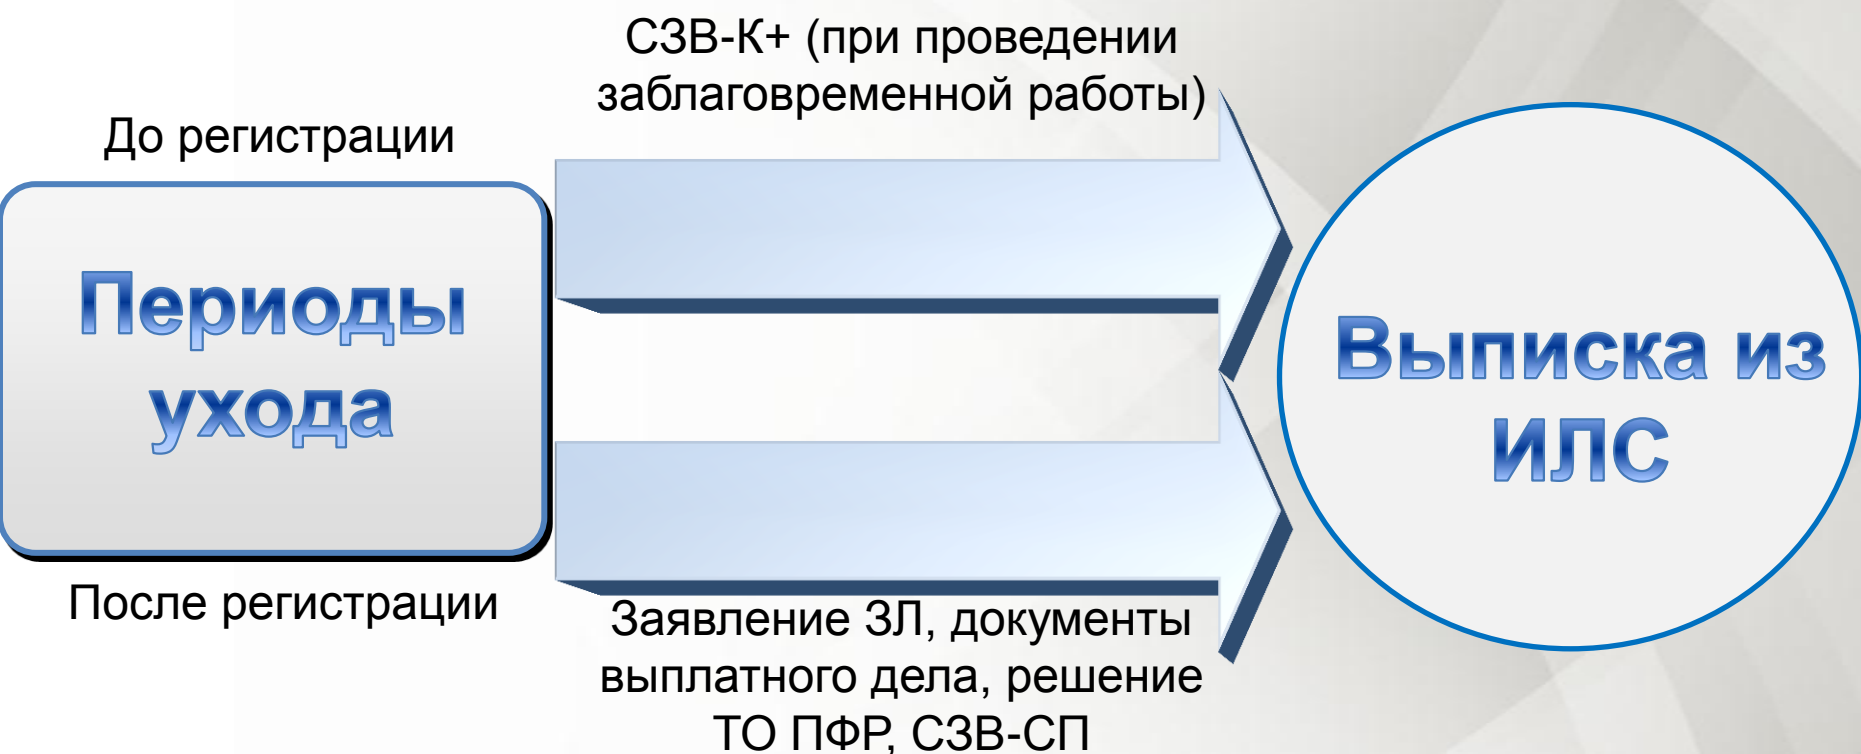 СЗВ-К+ (при проведении
заблаговременной работы)
До регистрации
Периоды
ухода
Выписка из
ИЛС
После регистрации
Заявление ЗЛ, документы
выплатного дела, решение
ТО ПФР, СЗВ-СП